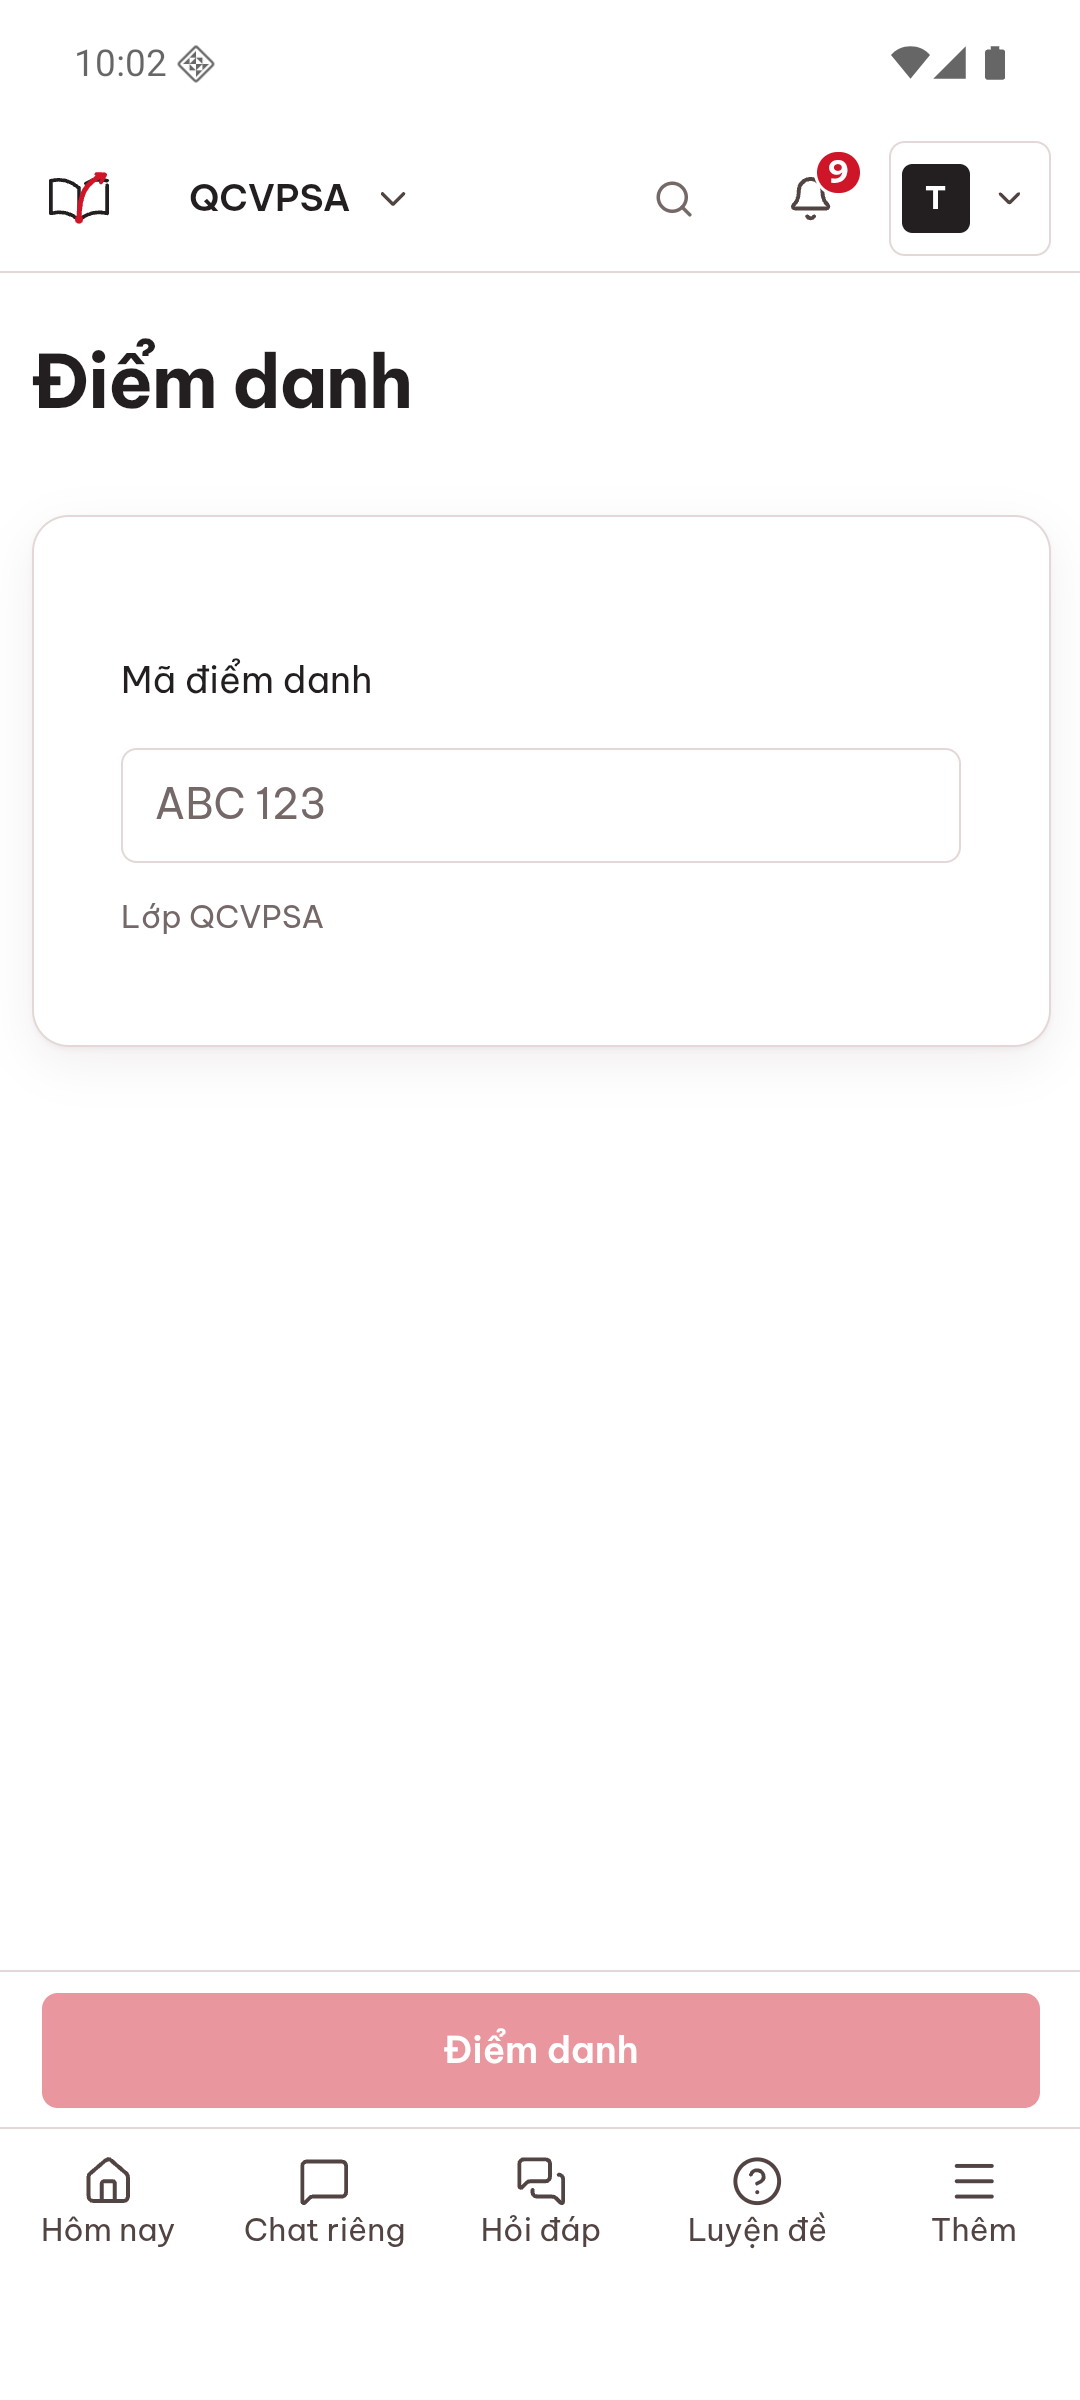 10:02
QCVPSA
9
T
Điểm danh
Mã điểm danh
ABC 123
Lớp QCVPSA
Điểm danh
Hôm nay
Chat riêng
Hỏi đáp
Luyện đề
Thêm